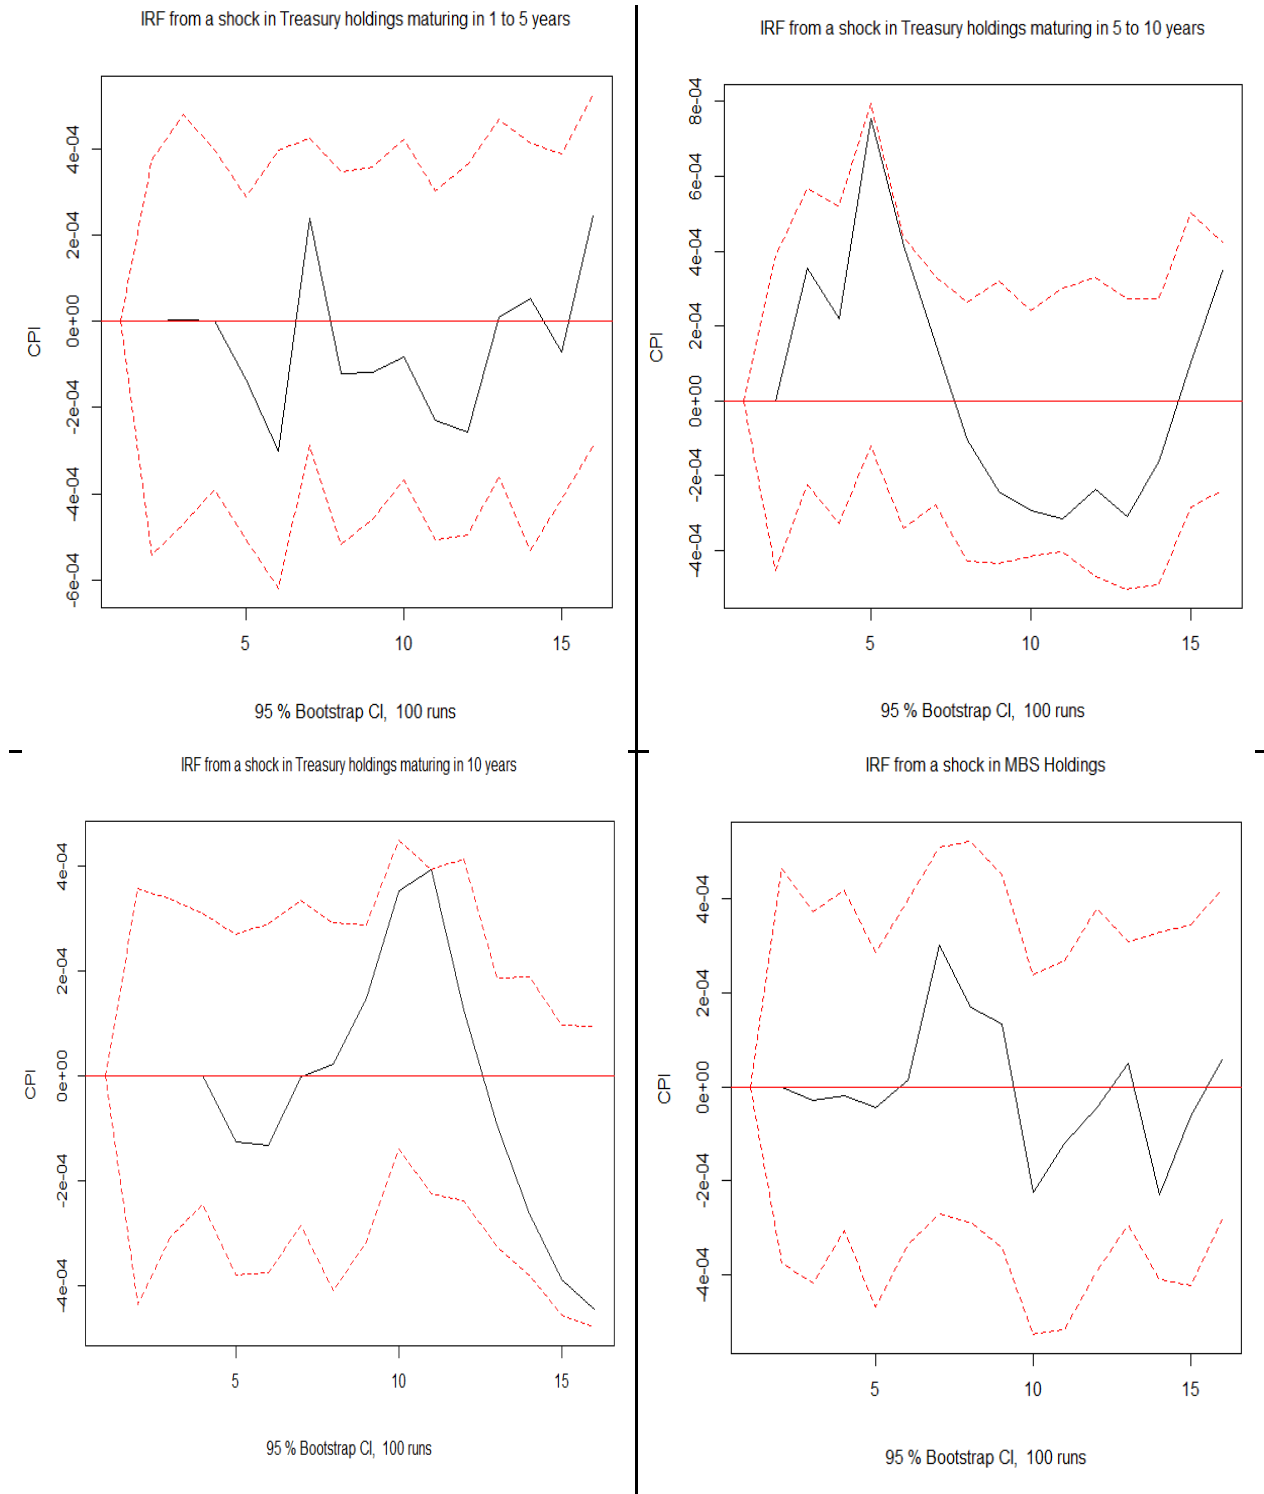 IRF from a shock in Treasury holdings maturing in 1 to 5 years
CPI
4e-04
2e-04
0e+00
-2e-04
-4e-04
-6e-04
5
10
15
95 % Bootstrap CI, 100 runs
IRF from a shock in Treasury holdings maturing in 5 to 10 years
CPI
8e-04
6e-04
4e-04
2e-04
0e+00
-2e-04
-4e-04
5
10
15
95 % Bootstrap CI, 100 runs
IRF from a shock in Treasury holdings maturing in 10 years
CPI
4e-04
2e-04
0e+00
-2e-04
-4e-04
5
10
15
95 % Bootstrap CI, 100 runs
IRF from a shock in MBS Holdings
CPI
4e-04
2e-04
0e+00
-2e-04
-4e-04
5
10
15
95 % Bootstrap CI, 100 runs